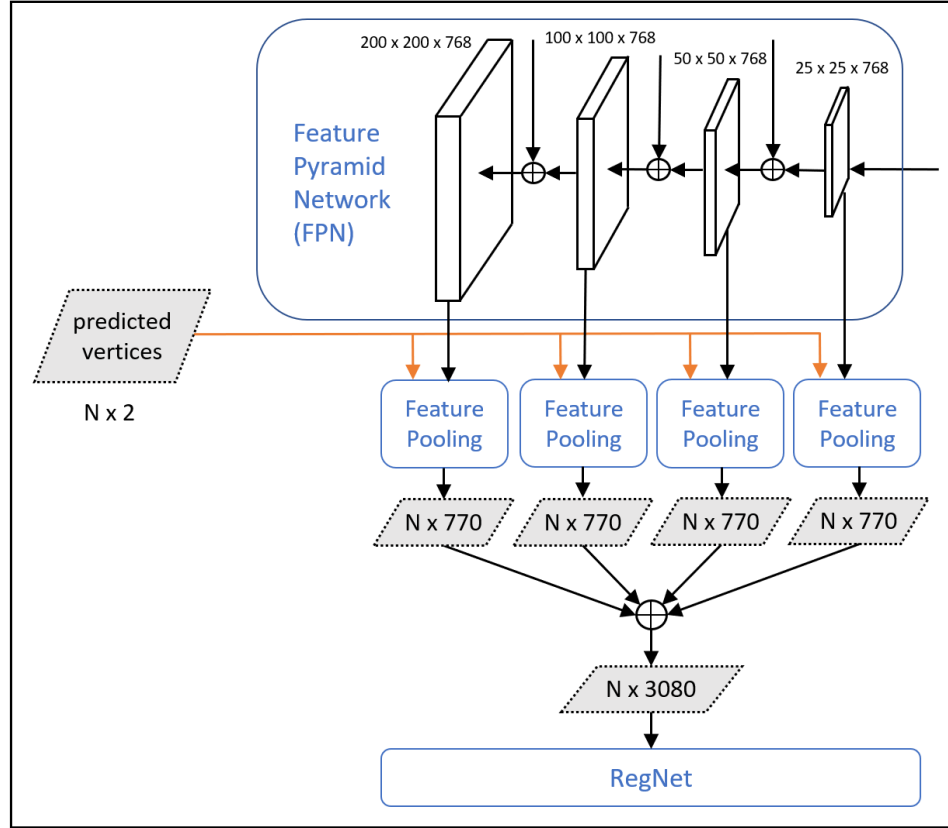 200 x 200 x 768
100 x 100 x 768
50 x 50 x 768
25 x 25 x 768
Feature
Pyramid
Network
(FPN)
predicted
vertices
N x 2
Feature
Pooling
Feature
Pooling
Feature
Pooling
Feature
Pooling
N x 770
N x 770
N x 770
N x 770
N x 3080
RegNet